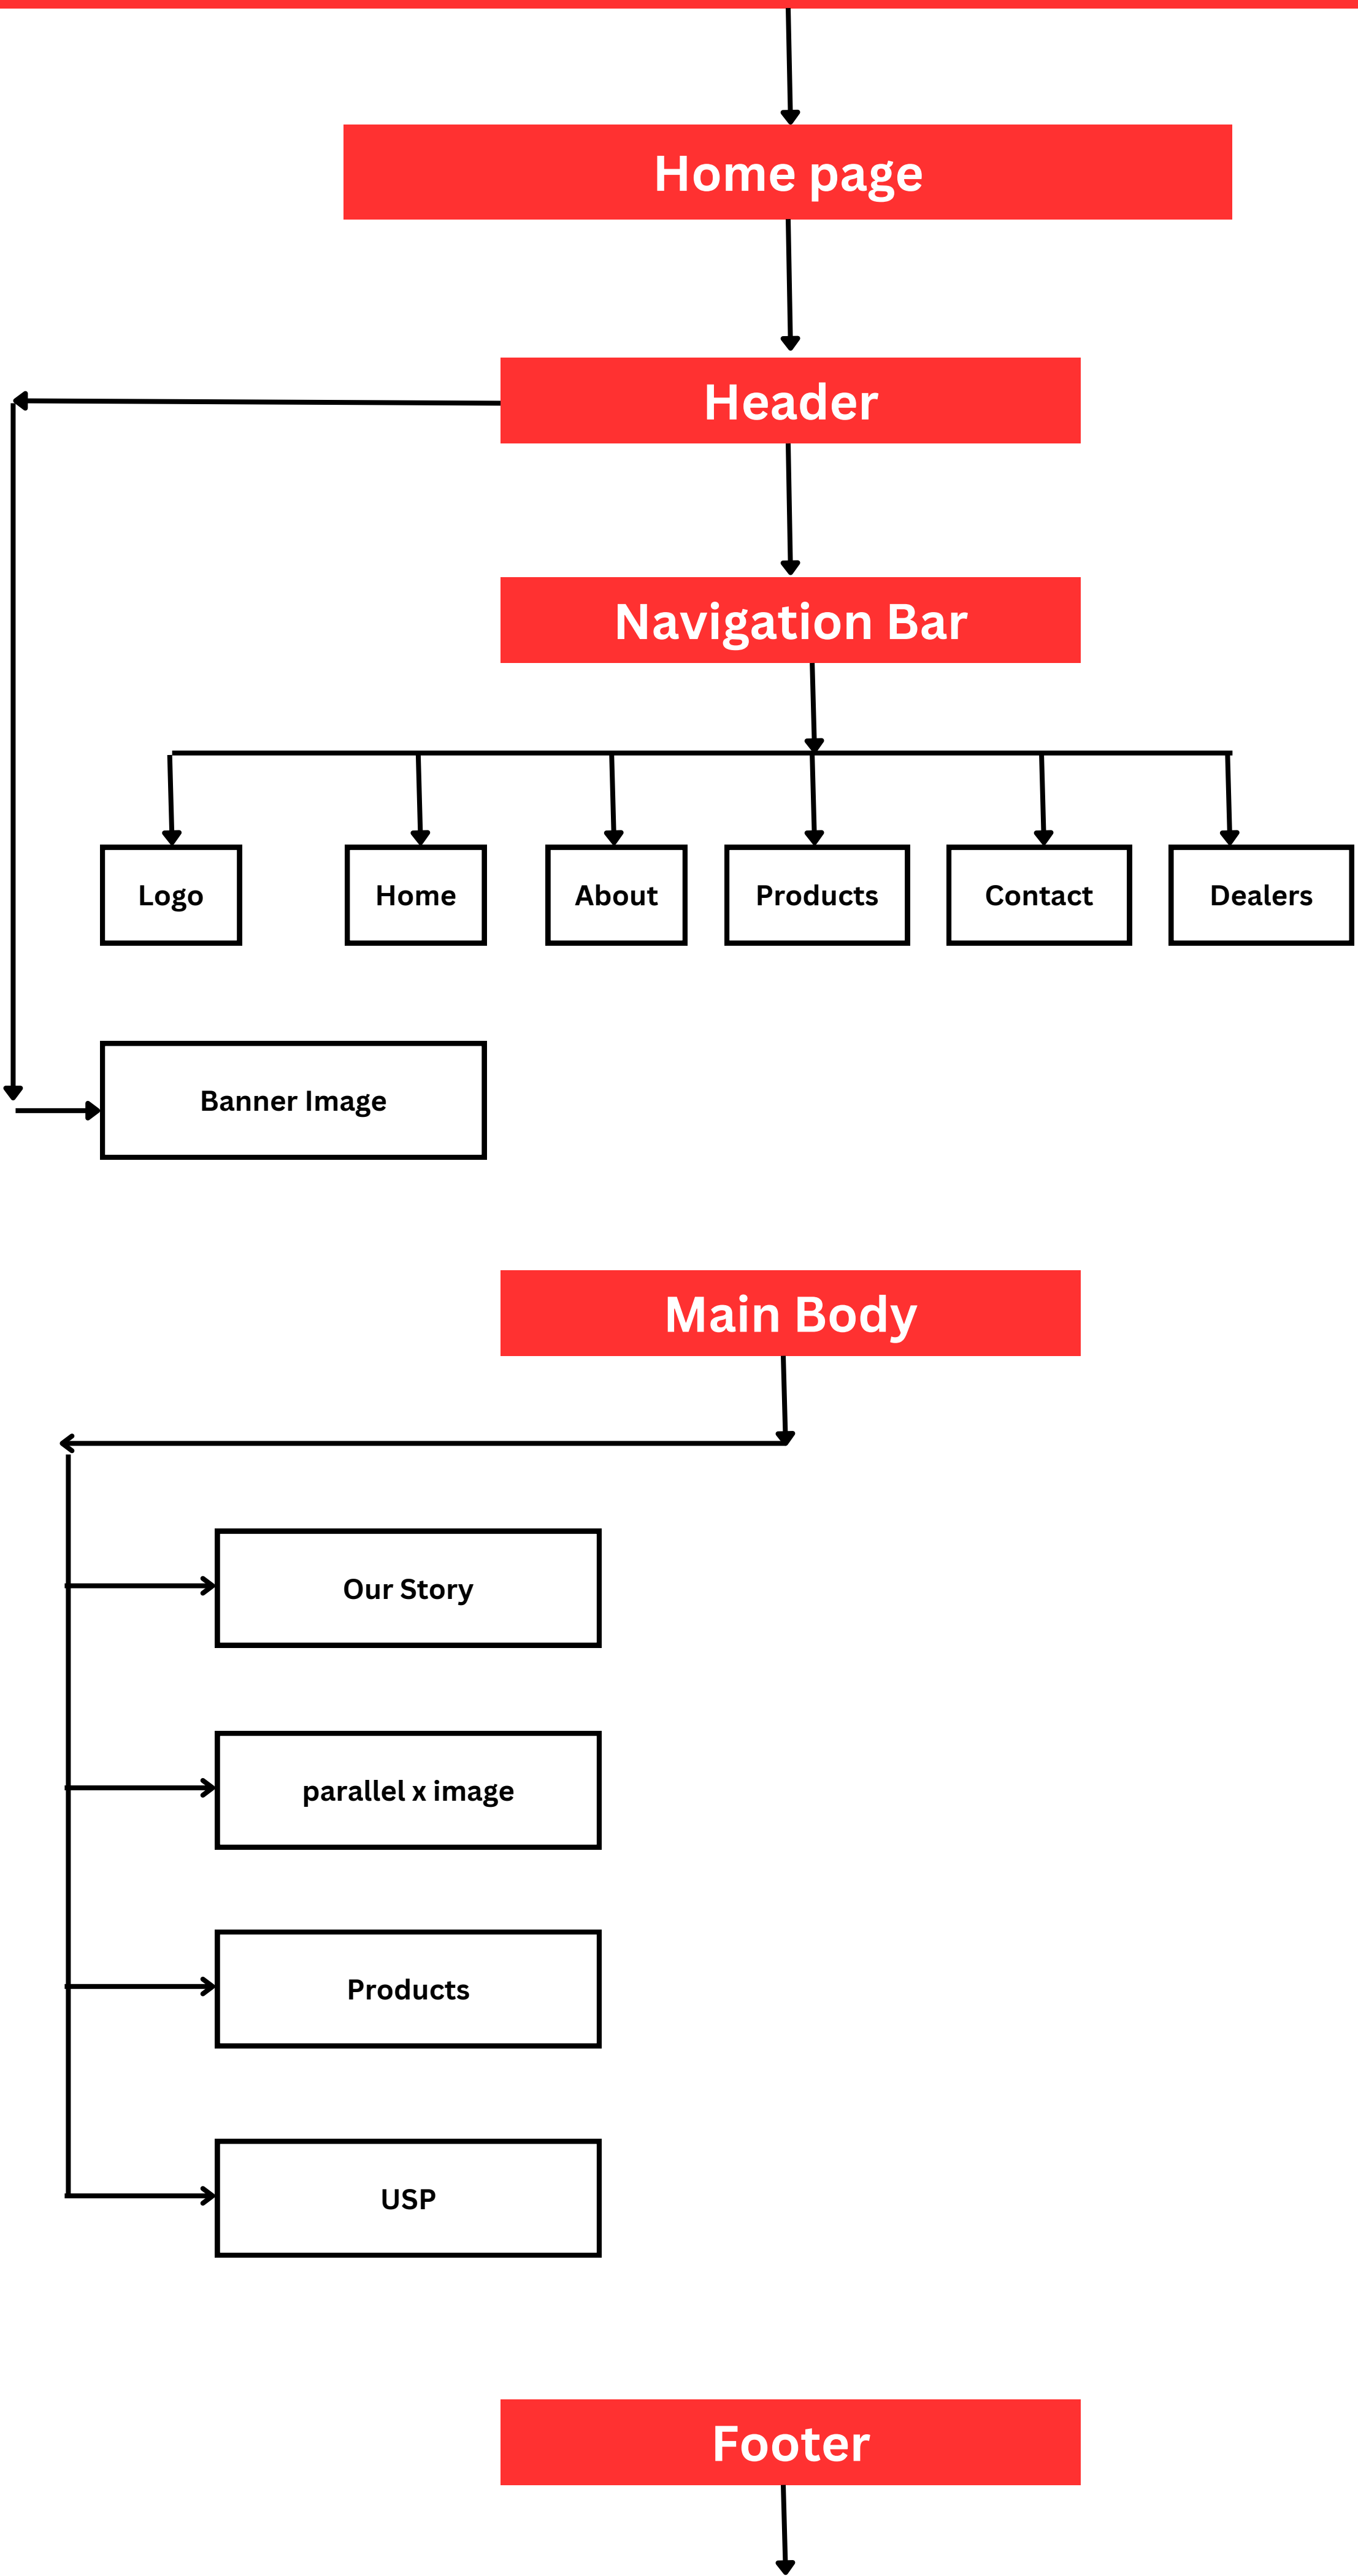 Home page
Header
Navigation Bar
Logo
Home
About
Products
Contact
Dealers
Banner Image
Main Body
Our Story
parallel x image
Products
USP
Footer